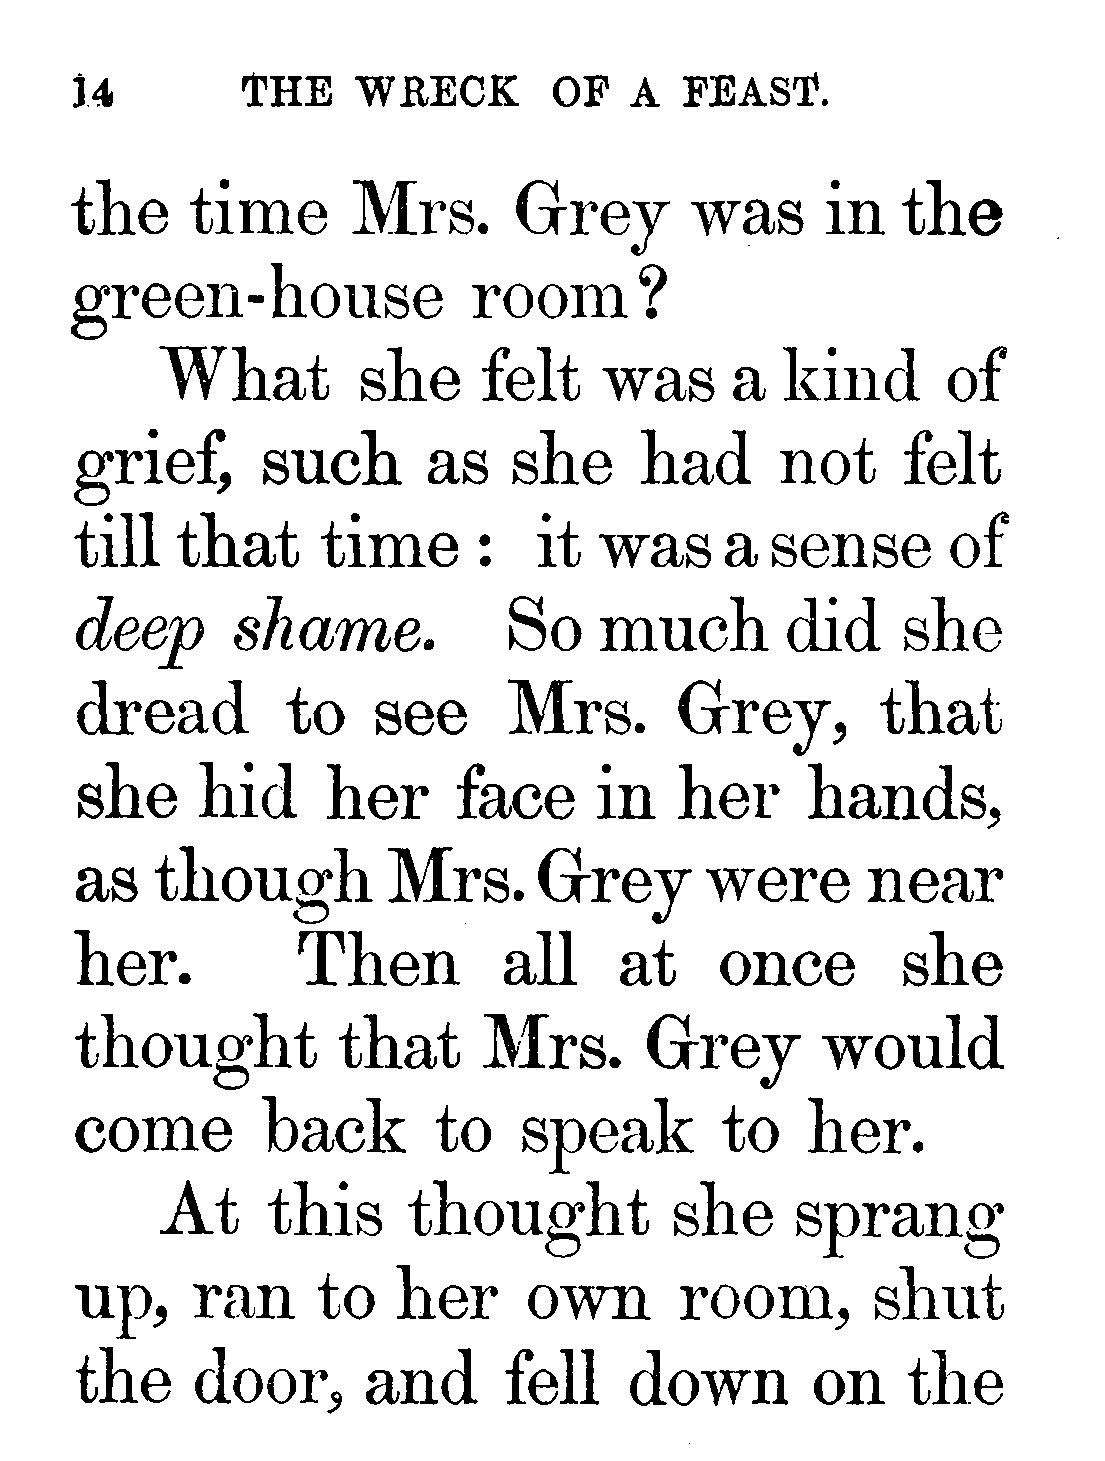 14 THE WRECK OF A FEAST.
the time Mrs. Grey was in the
green-house room?
What she felt was a kind of
grief, such as she had not felt
till that time: it was a sense of
deep shame. So much did she
dread to see Mrs. Grey, that
she hid her face in her hands,
as though Mrs. Grey were near
her. Then all at once she
thought that Mrs. Grey would
come back to speak to her.
At this thought she sprang
up, ran to her own room, shut
the door, and fell down on the